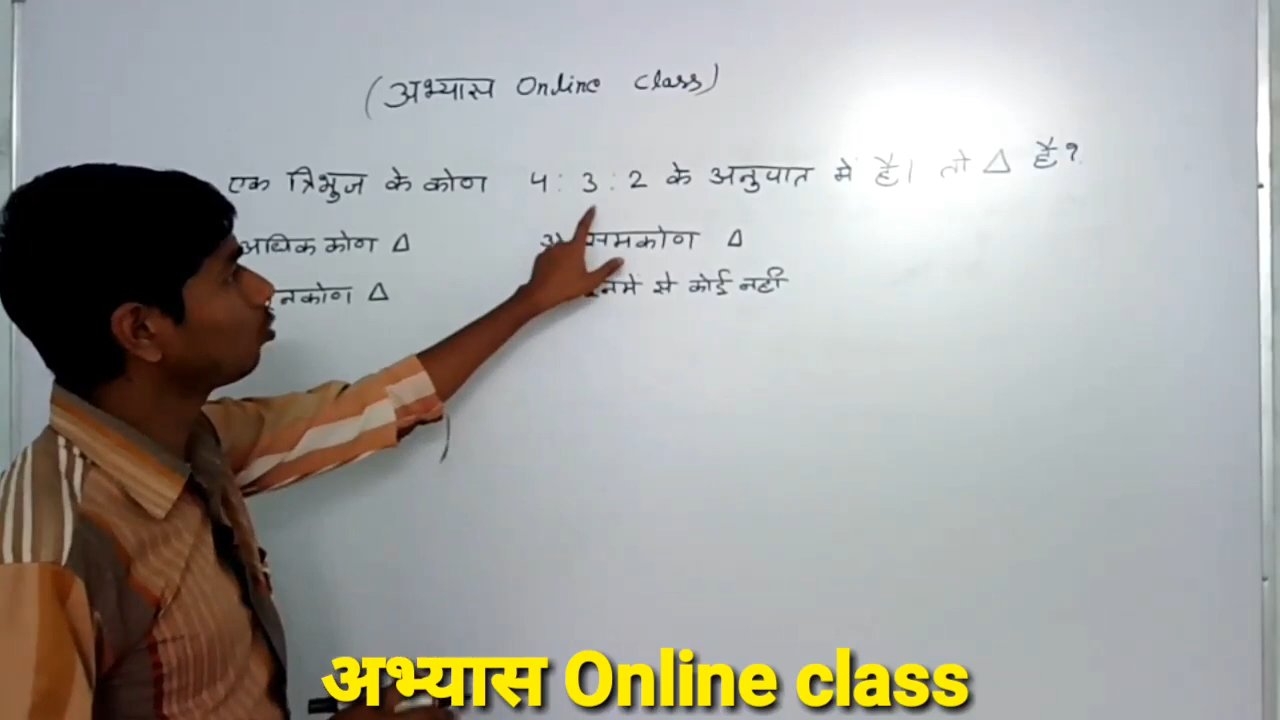 (अभ्यास Online class)
एक त्रिभुज के कोण 4 : 3 : 2 के अनुपात में है। तो Δ है?
अधिक कोण Δ
समकोण Δ
कोण Δ
इनमें से कोई नहीं
अभ्यास Online class